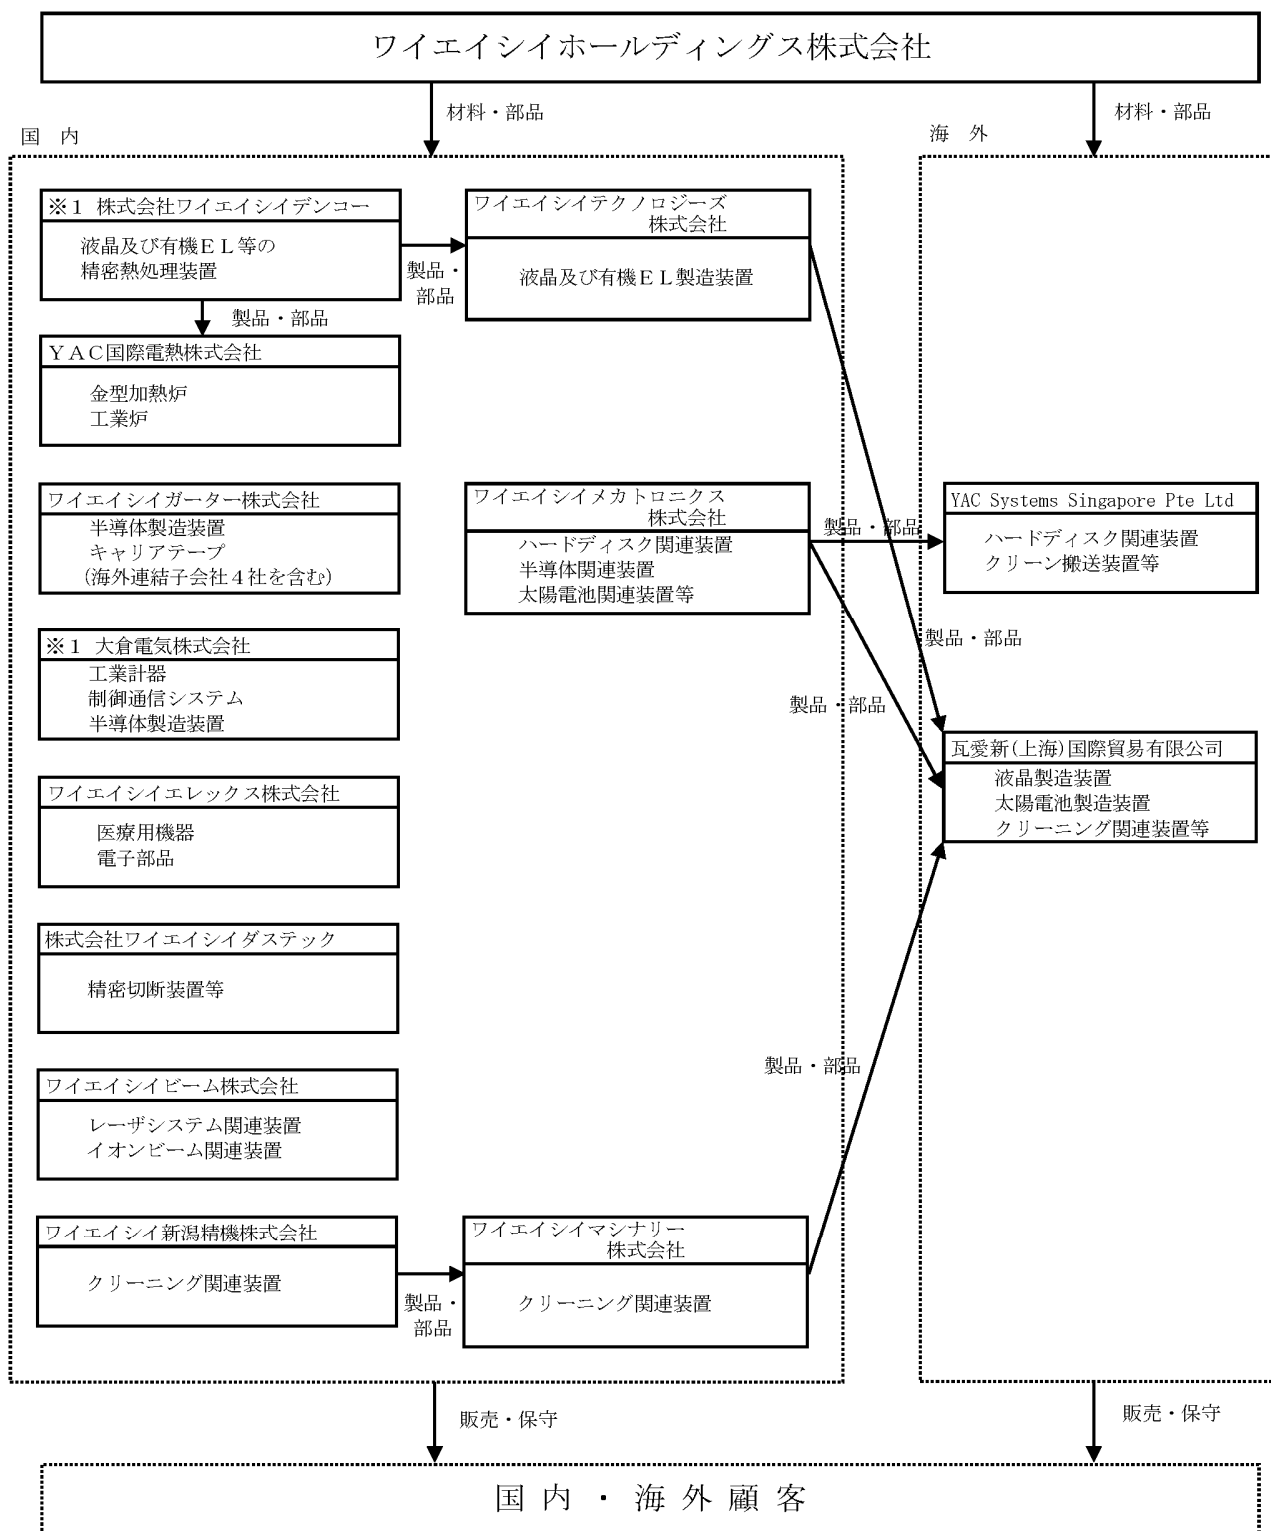 ワイエイシイホールディングス株式会社
材料・部品
材料・部品
国　内
海　外
※１ 株式会社ワイエイシイデンコー
液晶及び有機ＥＬ等の
精密熱処理装置
製品・
部品
ワイエイシイテクノロジーズ
株式会社
液晶及び有機ＥＬ製造装置
製品・部品
ＹＡＣ国際電熱株式会社
金型加熱炉
工業炉
ワイエイシイガーター株式会社
半導体製造装置
キャリアテープ
(海外連結子会社４社を含む)
ワイエイシイメカトロニクス
株式会社
ハードディスク関連装置
半導体関連装置
太陽電池関連装置等
製品・部品
YAC Systems Singapore Pte Ltd
ハードディスク関連装置
クリーン搬送装置等
※１ 大倉電気株式会社
工業計器
制御通信システム
半導体製造装置
製品・部品
製品・部品
瓦愛新(上海)国際貿易有限公司
液晶製造装置
太陽電池製造装置
クリーニング関連装置等
ワイエイシイエレックス株式会社
医療用機器
電子部品
株式会社ワイエイシイダステック
精密切断装置等
製品・部品
ワイエイシイビーム株式会社
レーザシステム関連装置
イオンビーム関連装置
ワイエイシイ新潟精機株式会社
クリーニング関連装置
製品・
部品
ワイエイシイマシナリー
株式会社
クリーニング関連装置
販売・保守
販売・保守
国 内 ・ 海 外 顧 客